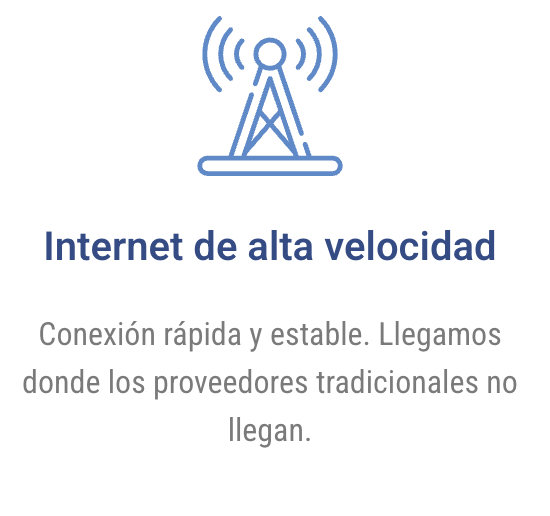 Internet de alta velocidad
Conexión rápida y estable. Llegamos
donde los proveedores tradicionales no
llegan.